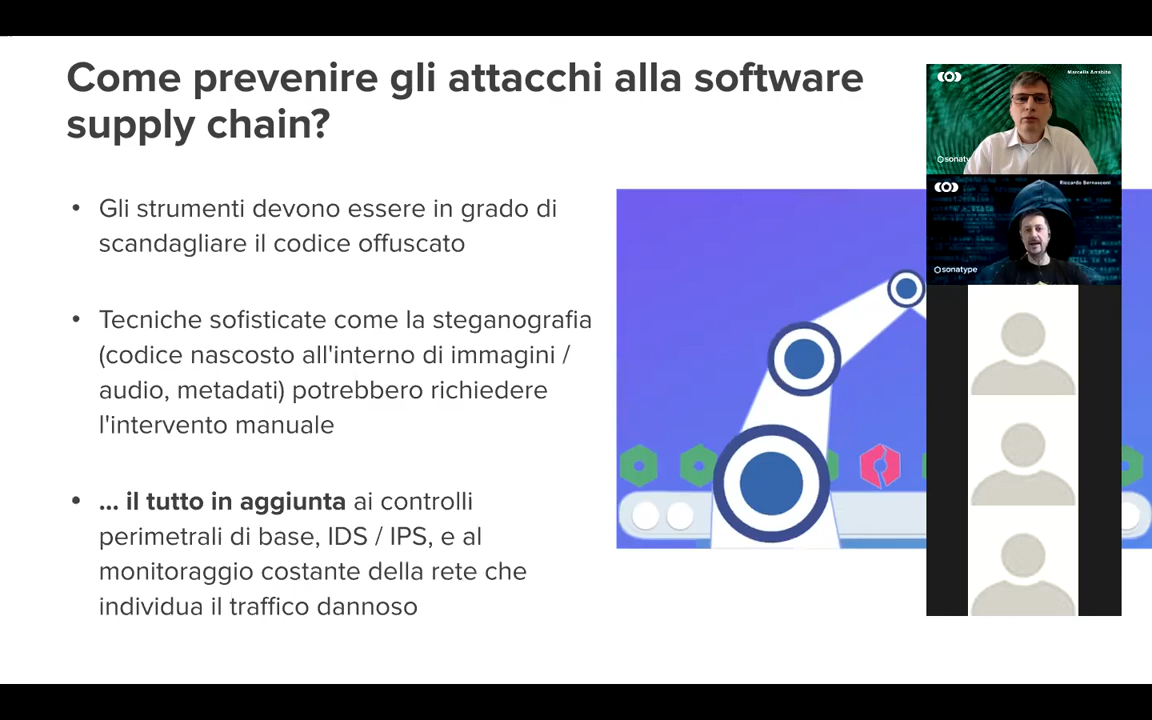 Come prevenire gli attacchi alla software
supply chain?
• Gli strumenti devono essere in grado di
scandagliare il codice offuscato
• Tecniche sofisticate come la steganografia
(codice nascosto all'interno di immagini /
audio, metadati) potrebbero richiedere
l'intervento manuale
• ... il tutto in aggiunta ai controlli
perimetrali di base, IDS / IPS, e al
monitoraggio costante della rete che
individua il traffico dannoso
Marcello Arrabito
sonaty
Riccardo Bernasconi
sonatype